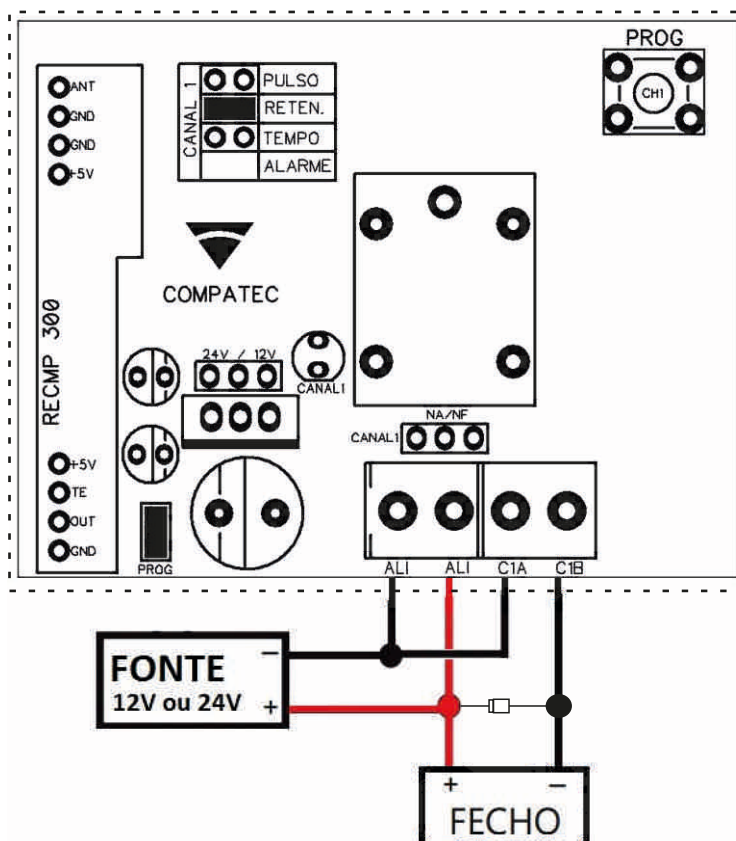 PROG
CH1
ANT
GND
GND
+5V
CANAL 1
PULSO
RETEN.
TEMPO
ALARME
COMPATEC
RECMP 300
24V / 12V
CANAL1
NA/NF
CANAL1
+5V
TE
OUT
GND
PROG
ALI
ALI
C1A
C1B
FONTE
12V ou 24V
-
+
+
-
FECHO